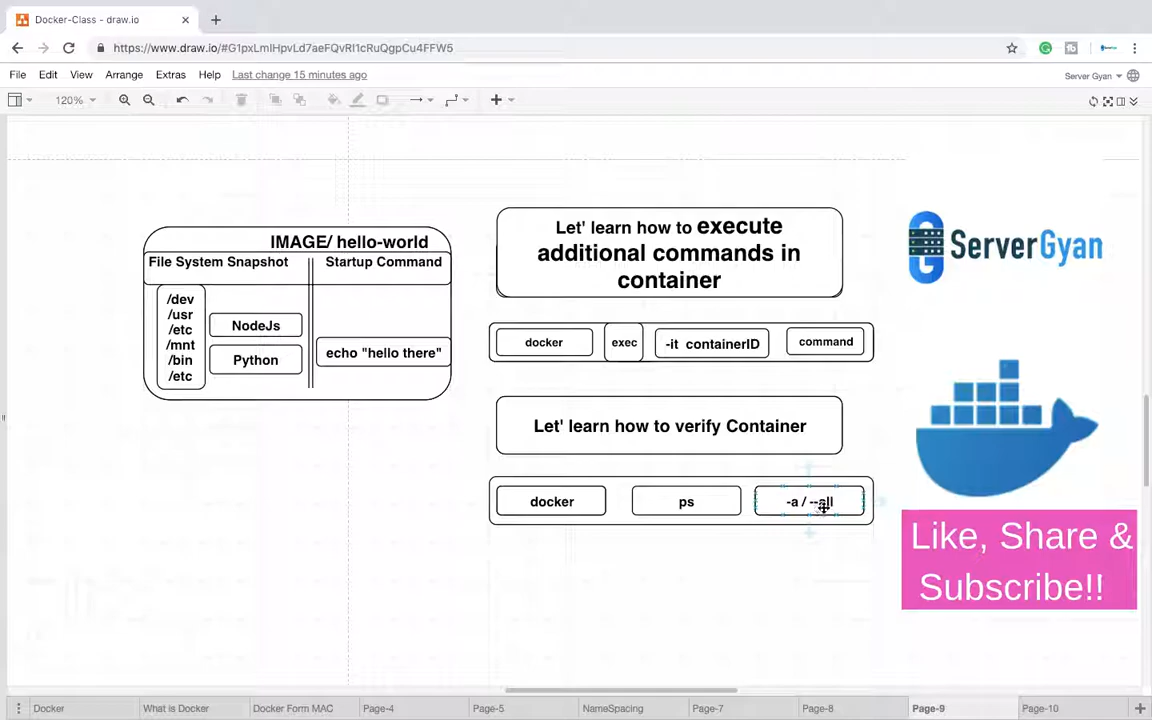 Docker-Class - draw.io
https://www.draw.io/#G1pxLmIHpvLd7aeFQvRI1cRuQgpCu4FFW5
File Edit View Arrange Extras Help Last change 15 minutes ago
Server Gyan
120%
IMAGE/ hello-world
File System Snapshot
Startup Command
/dev
/usr
/etc
/mnt
/bin
/etc
NodeJs
Python
echo "hello there"
Let' learn how to execute
additional commands in
container
docker
exec
-it containerID
command
Let' learn how to verify Container
docker
ps
-a / --all
ServerGyan
Like, Share &
Subscribe!!
Docker What is Docker Docker Form MAC Page-4 Page-5 NameSpacing Page-7 Page-8 Page-9 Page-10